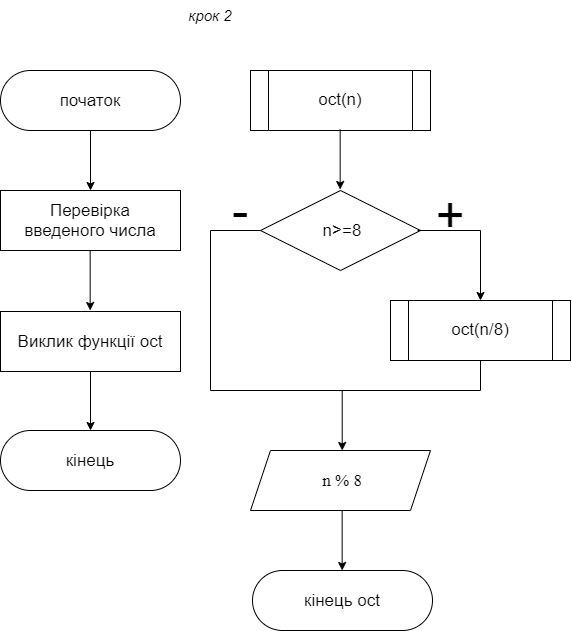 крок 2
початок
Перевірка
введеного числа
Виклик функції oct
кінець
oct(n)
n>=8
-
+
oct(n/8)
n % 8
кінець oct